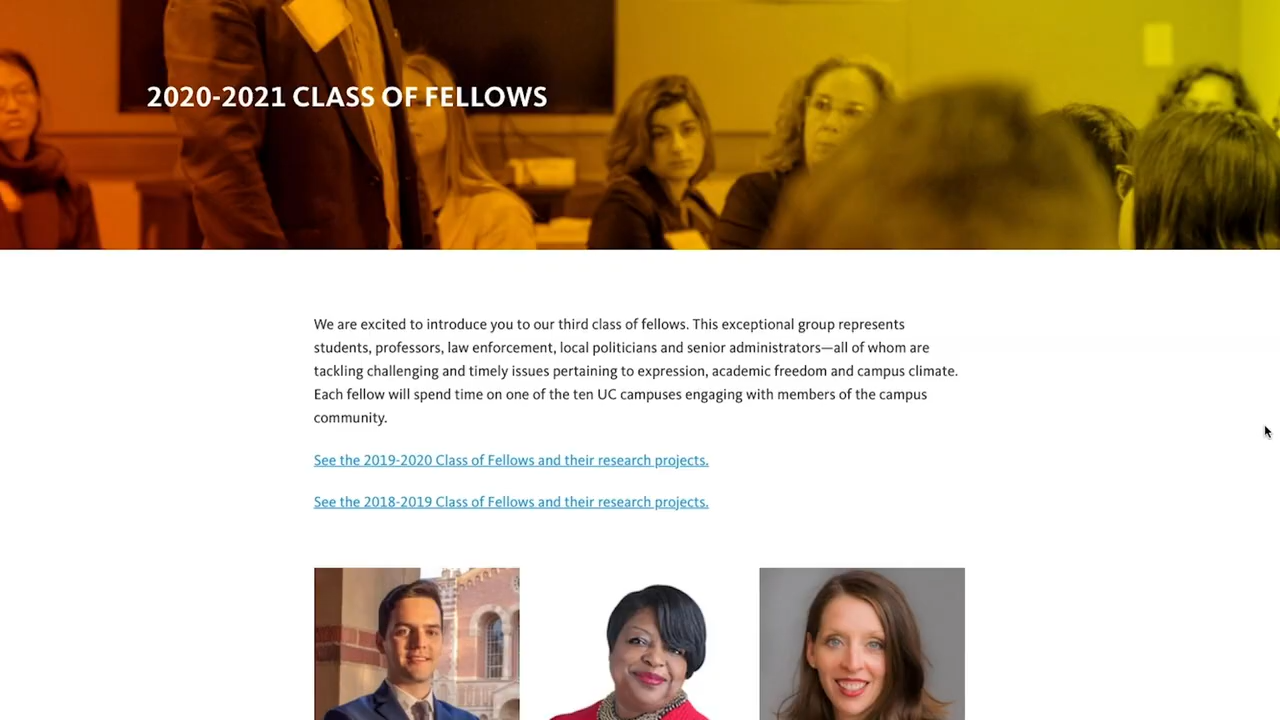 2020-2021 CLASS OF FELLOWS
We are excited to introduce you to our third class of fellows. This exceptional group represents
students, professors, law enforcement, local politicians and senior administrators—all of whom are
tackling challenging and timely issues pertaining to expression, academic freedom and campus climate.
Each fellow will spend time on one of the ten UC campuses engaging with members of the campus
community.
See the 2019-2020 Class of Fellows and their research projects.
See the 2018-2019 Class of Fellows and their research projects.